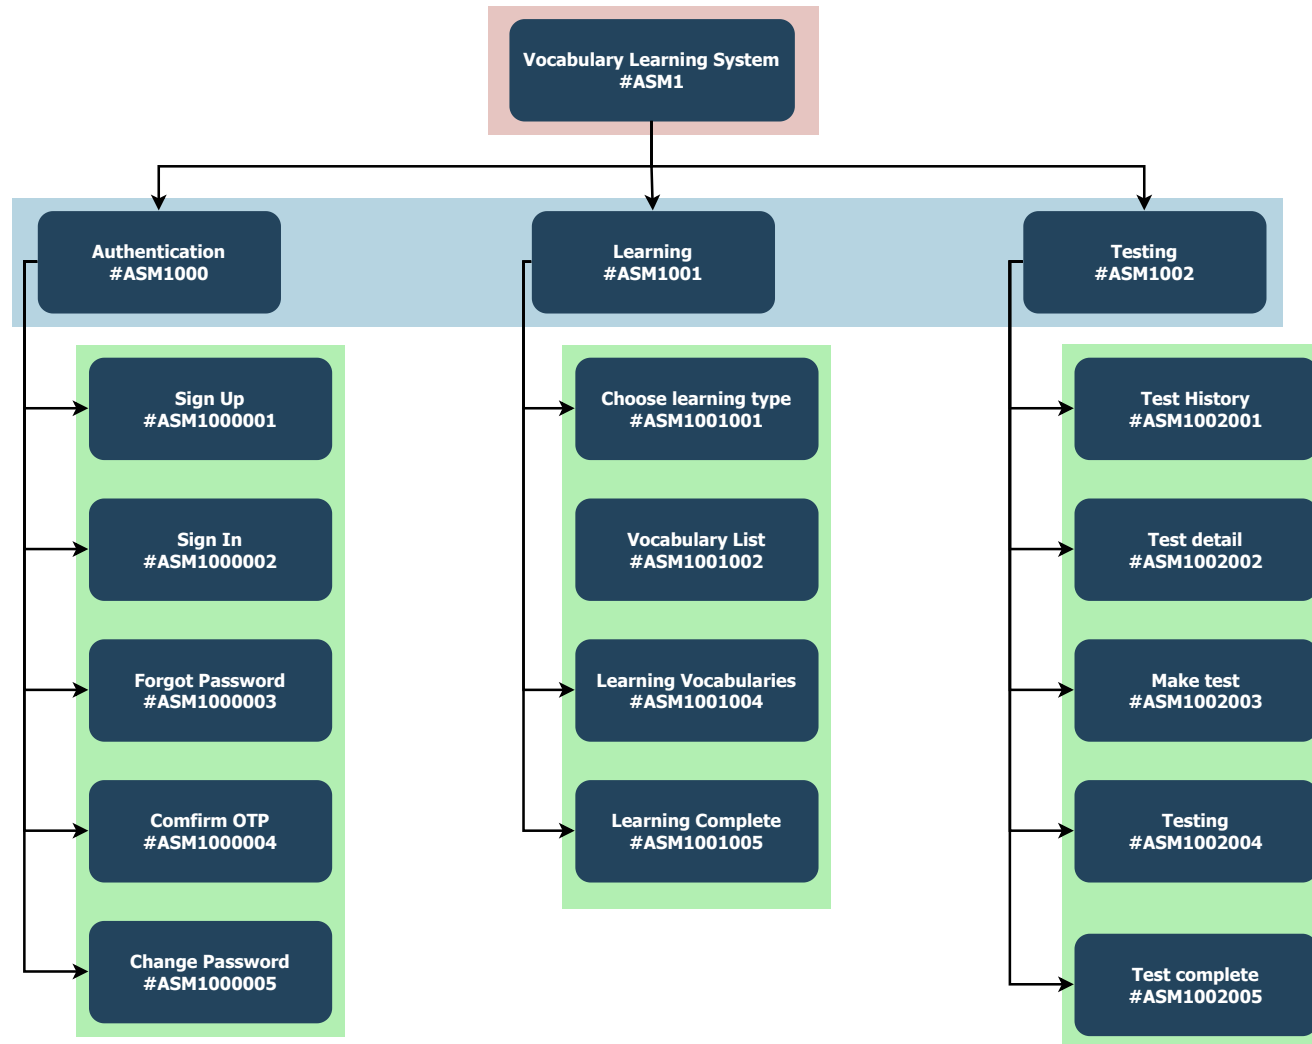 Vocabulary Learning System
#ASM1
Authentication
#ASM1000
Learning
#ASM1001
Testing
#ASM1002
Sign Up
#ASM1000001
Sign In
#ASM1000002
Forgot Password
#ASM1000003
Comfirm OTP
#ASM1000004
Change Password
#ASM1000005
Choose learning type
#ASM1001001
Vocabulary List
#ASM1001002
Learning Vocabularies
#ASM1001004
Learning Complete
#ASM1001005
Test History
#ASM1002001
Test detail
#ASM1002002
Make test
#ASM1002003
Testing
#ASM1002004
Test complete
#ASM1002005